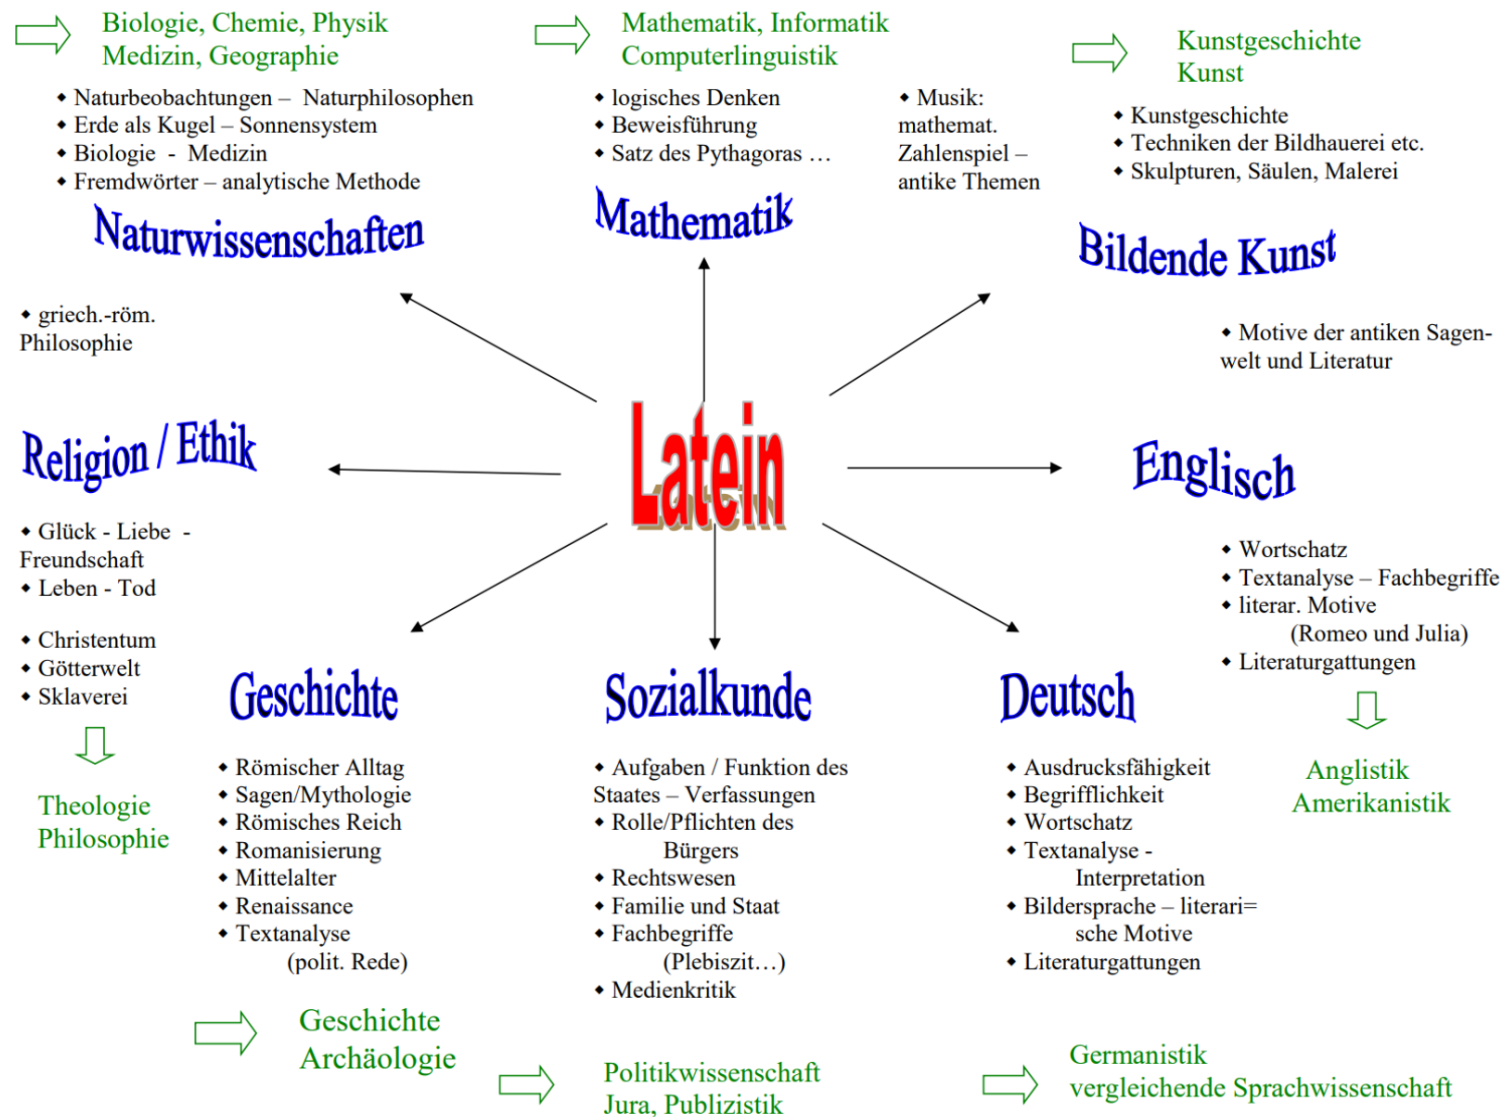 Biologie, Chemie, Physik
Medizin, Geographie
◆ Naturbeobachtungen – Naturphilosophen
◆ Erde als Kugel – Sonnensystem
◆ Biologie - Medizin
◆ Fremdwörter – analytische Methode
Naturwissenschaften
Mathematik, Informatik
Computerlinguistik
◆ logisches Denken
◆ Beweisführung
◆ Satz des Pythagoras …
Mathematik
◆ Musik:
mathemat.
Zahlenspiel –
antike Themen
Kunstgeschichte
Kunst
◆ Kunstgeschichte
◆ Techniken der Bildhauerei etc.
◆ Skulpturen, Säulen, Malerei
Bildende Kunst
◆ Motive der antiken Sagen-
welt und Literatur
◆ griech.-röm.
Philosophie
Religion / Ethik
◆ Glück - Liebe -
Freundschaft
◆ Leben - Tod
◆ Christentum
◆ Götterwelt
◆ Sklaverei
Theologie
Philosophie
Latein
Englisch
◆ Wortschatz
◆ Textanalyse – Fachbegriffe
◆ literar. Motive
(Romeo und Julia)
◆ Literaturgattungen
Anglistik
Amerikanistik
Geschichte
◆ Römischer Alltag
◆ Sagen/Mythologie
◆ Römisches Reich
◆ Romanisierung
◆ Mittelalter
◆ Renaissance
◆ Textanalyse
(polit. Rede)
Geschichte
Archäologie
Sozialkunde
◆ Aufgaben / Funktion des
Staates – Verfassungen
◆ Rolle/Pflichten des
Bürgers
◆ Rechtswesen
◆ Familie und Staat
◆ Fachbegriffe
(Plebiszit…)
◆ Medienkritik
Politikwissenschaft
Jura, Publizistik
Deutsch
◆ Ausdrucksfähigkeit
◆ Begrifflichkeit
◆ Wortschatz
◆ Textanalyse -
Interpretation
◆ Bildersprache – literari=
sche Motive
◆ Literaturgattungen
Germanistik
vergleichende Sprachwissenschaft